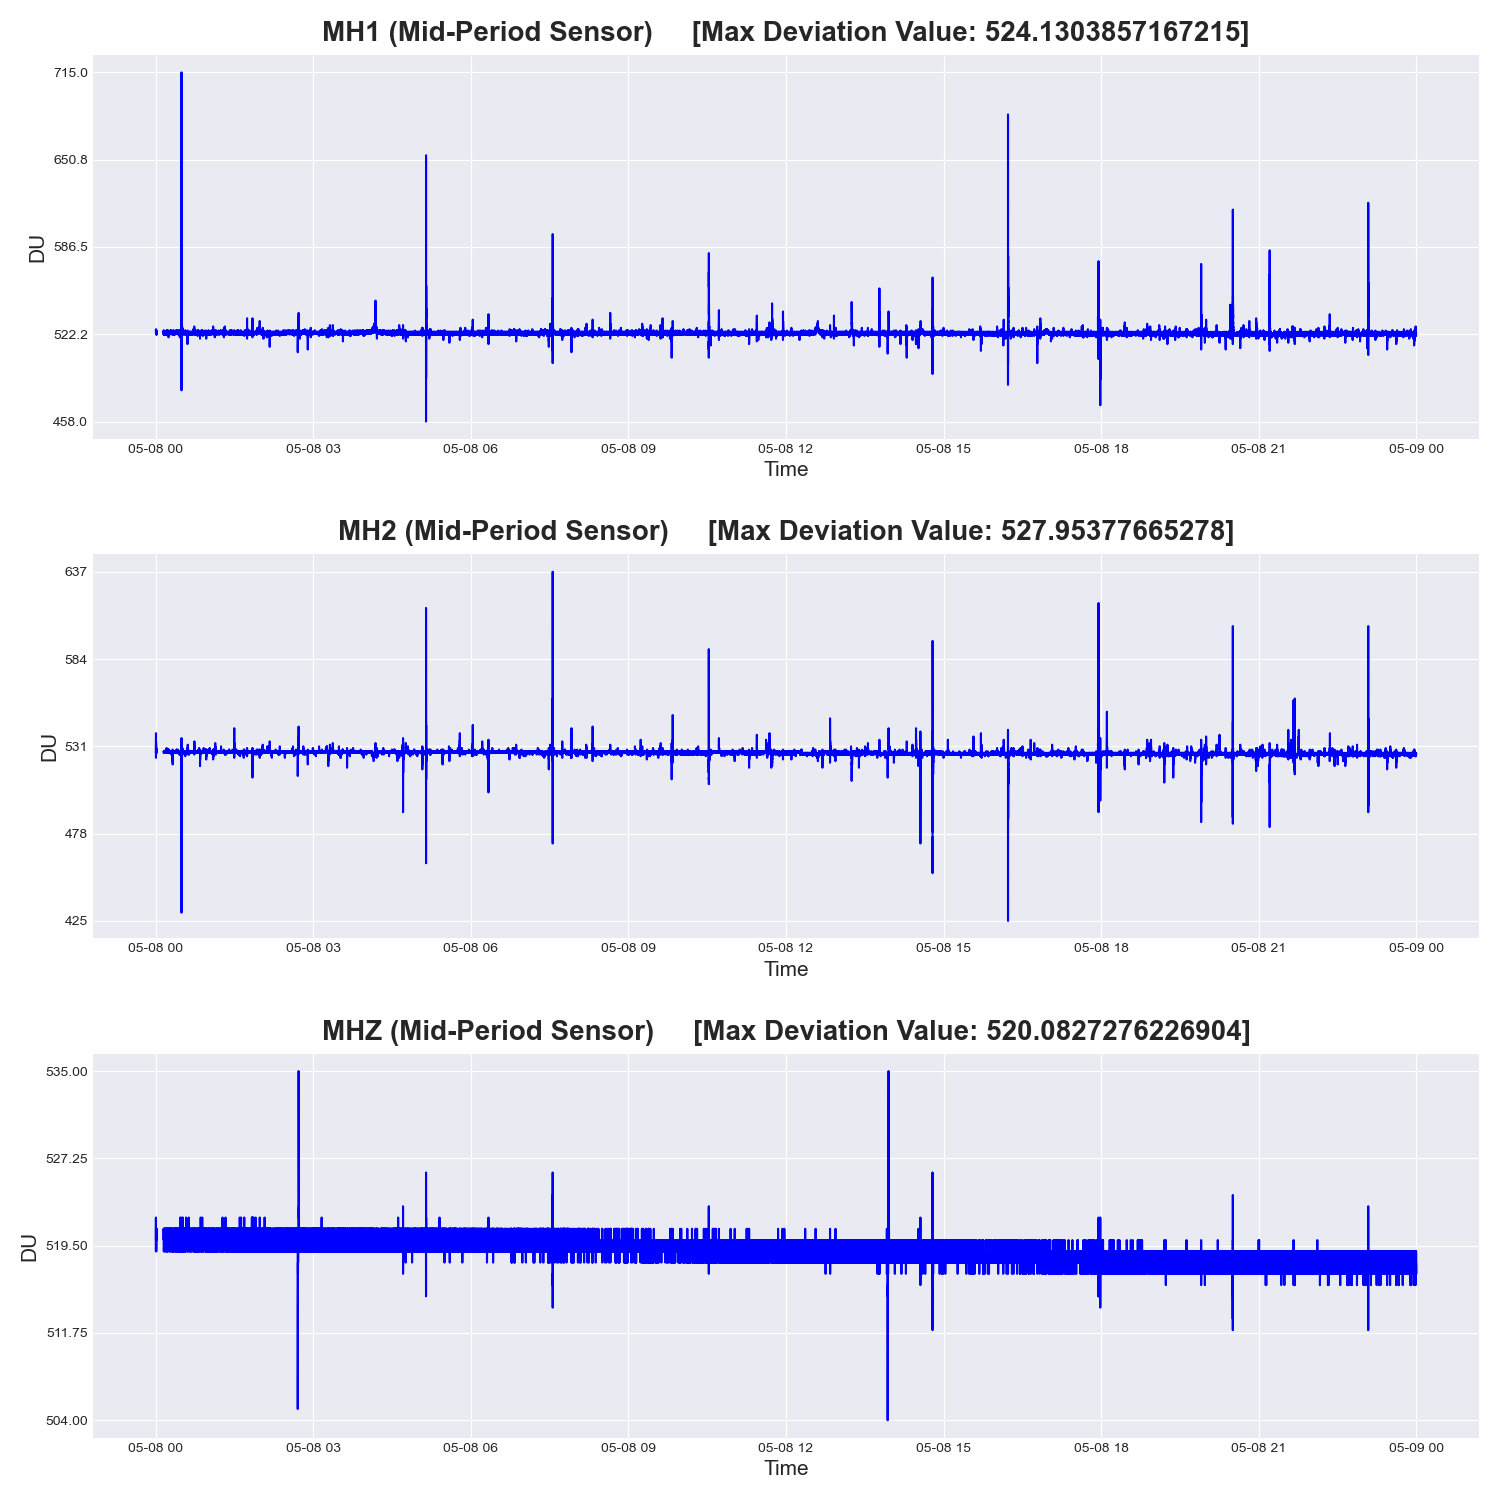 MH1 (Mid-Period Sensor) [Max Deviation Value: 524.1303857167215]
715.0
650.8
586.5
522.2
458.0
DU
05-08 00 05-08 03 05-08 06 05-08 09 05-08 12 05-08 15 05-08 18 05-08 21 05-09 00
Time
MH2 (Mid-Period Sensor) [Max Deviation Value: 527.95377665278]
637
584
531
478
425
DU
05-08 00 05-08 03 05-08 06 05-08 09 05-08 12 05-08 15 05-08 18 05-08 21 05-09 00
Time
MHZ (Mid-Period Sensor) [Max Deviation Value: 520.0827276226904]
535.00
527.25
519.50
511.75
504.00
DU
05-08 00 05-08 03 05-08 06 05-08 09 05-08 12 05-08 15 05-08 18 05-08 21 05-09 00
Time